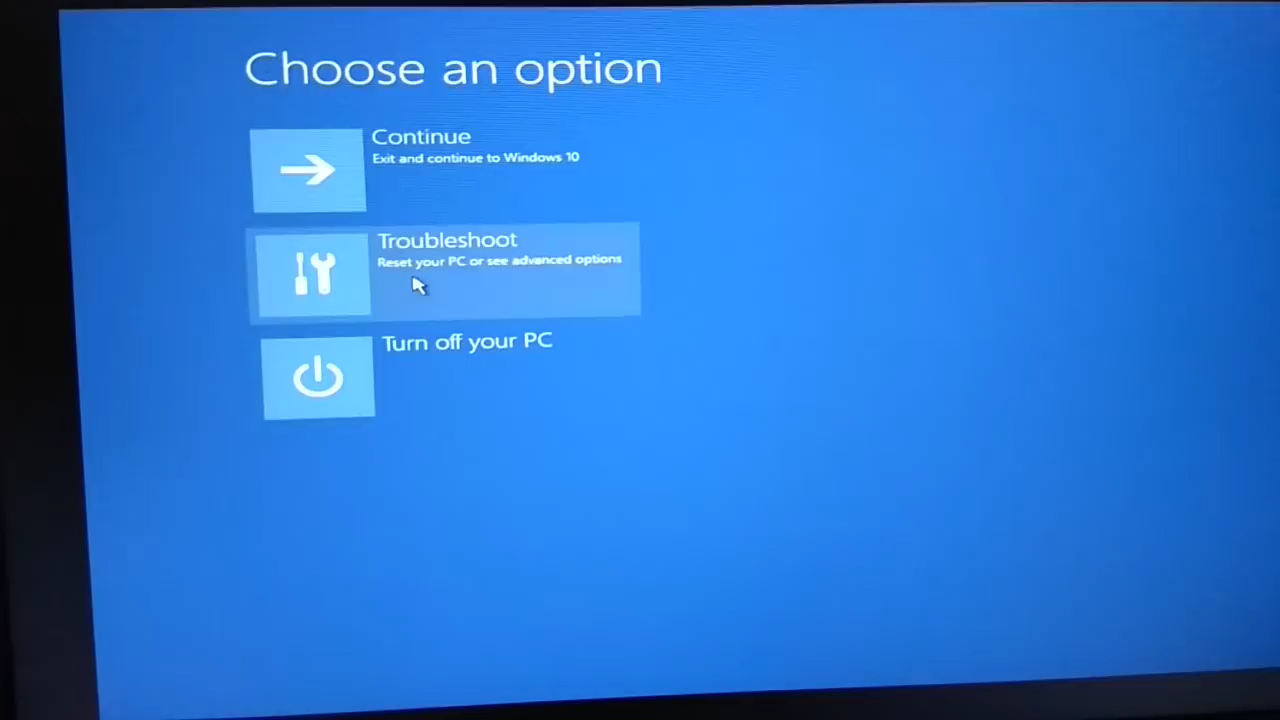 Choose an option
Continue
Exit and continue to Windows 10
Troubleshoot
Reset your PC or see advanced options
Turn off your PC